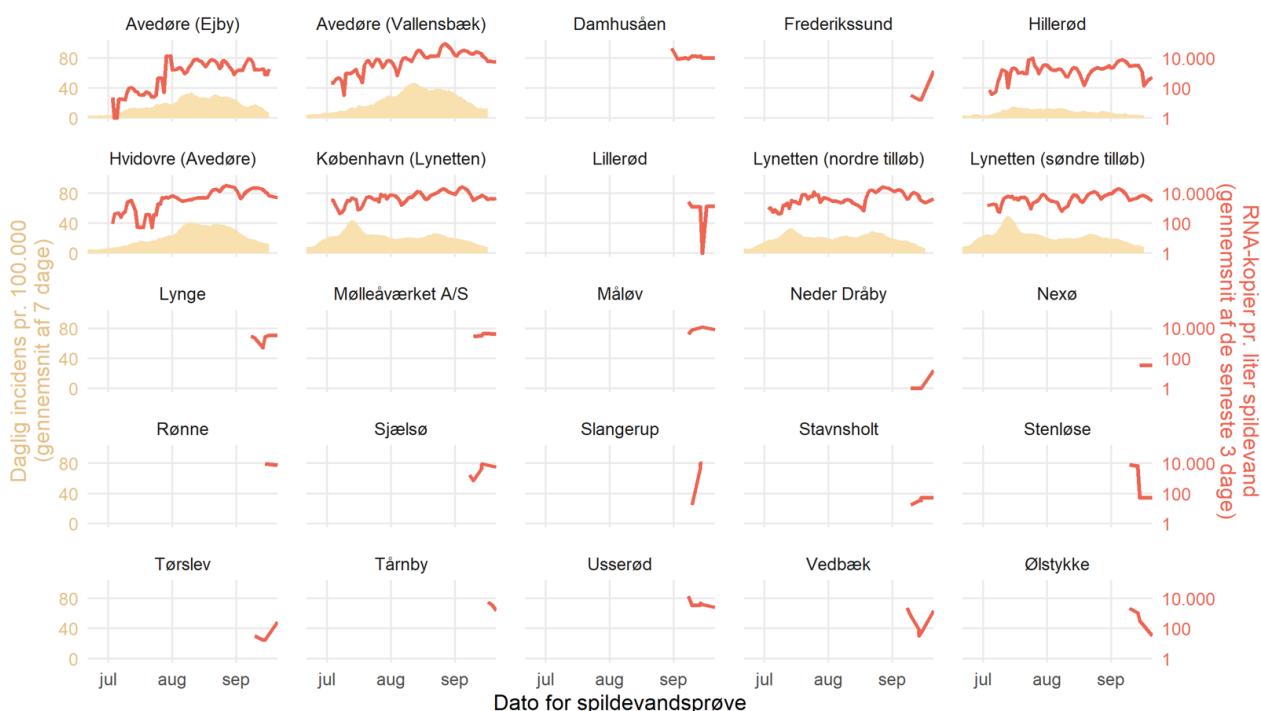 Avedøre (Ejby) Avedøre (Vallensbæk) Damhusåen Frederikssund Hillerød
80 10.000
40 100
0 1
Hvidovre (Avedøre) København (Lynetten) Lillerød Lynetten (nordre tilløb) Lynetten (søndre tilløb)
80 10.000
40 100
0 1
Daglig incidens pr. 100.000
(gennemsnit af 7 dage)
RNA-kopier pr. liter spildevand
(gennemsnit af de seneste 3 dage)
Lynge Mølleåværket A/S Måløv Neder Dråby Nexø
80 10.000
40 100
0 1
Rønne Sjælsø Slangerup Stavnsholt Stenløse
80 10.000
40 100
0 1
Tørslev Tårnby Usserød Vedbæk Ølstykke
80 10.000
40 100
0 1
jul aug sep jul aug sep jul aug sep jul aug sep jul aug sep
Dato for spildevandsprøve